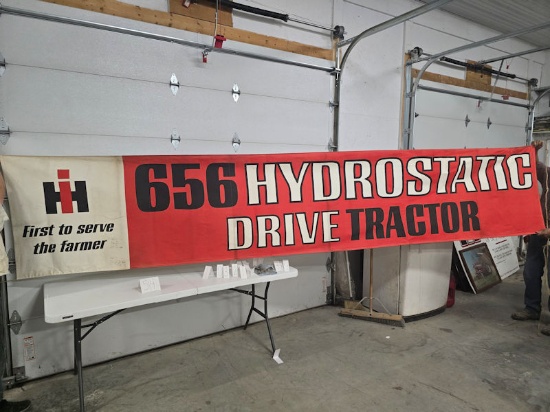 IH
First to serve
the farmer
656 HYDROSTATIC
DRIVE TRACTOR